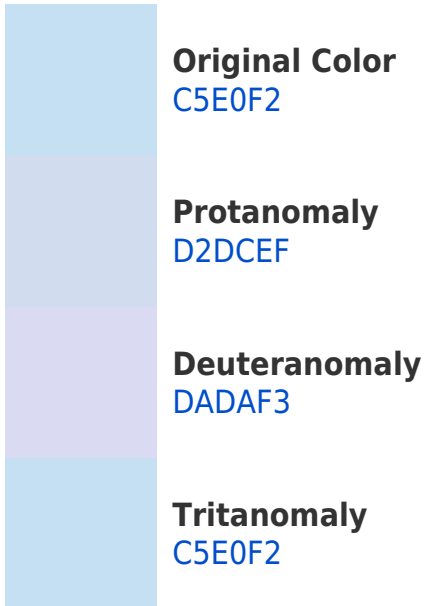 Original Color
C5E0F2
Protanomaly
D2DCEF
Deuteranomaly
DADAF3
Tritanomaly
C5E0F2